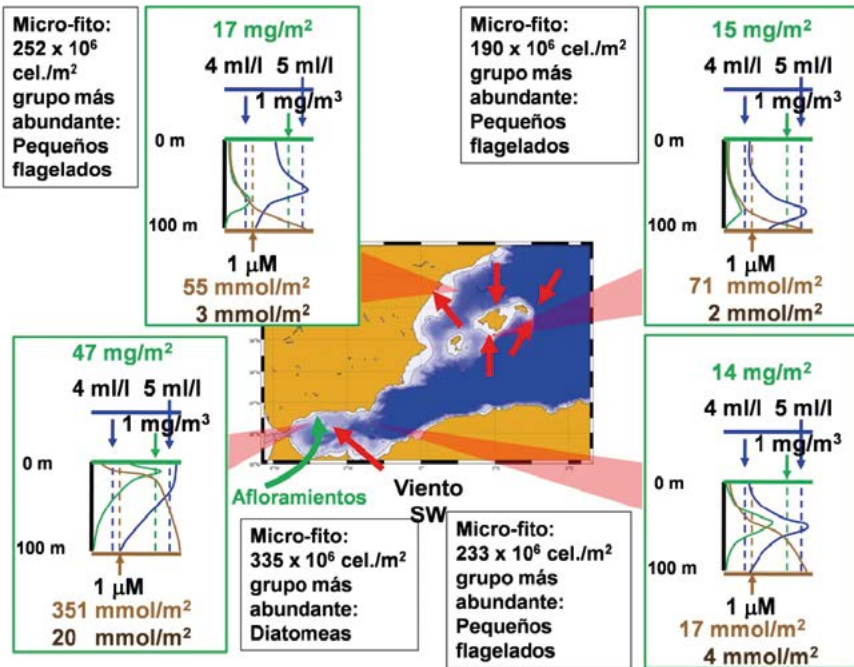 Micro-fito:
252 x 10⁶
cel./m²
grupo más
abundante:
Pequeños
flagelados
17 mg/m²
4 ml/l 5 ml/l
1 mg/m³
0 m
100 m
1 µM
55 mmol/m²
3 mmol/m²
Micro-fito:
190 x 10⁶ cel./m²
grupo más
abundante:
Pequeños
flagelados
15 mg/m²
4 ml/l 5 ml/l
1 mg/m³
0 m
100 m
1 µM
71 mmol/m²
2 mmol/m²
47 mg/m²
4 ml/l 5 ml/l
1 mg/m³
0 m
100 m
1 µM
351 mmol/m²
20 mmol/m²
Afloramientos
Viento
SW
Micro-fito:
335 x 10⁶ cel./m²
grupo más
abundante:
Diatomeas
Micro-fito:
233 x 10⁶ cel./m²
grupo más
abundante:
Pequeños
flagelados
14 mg/m²
4 ml/l 5 ml/l
1 mg/m³
0 m
100 m
1 µM
17 mmol/m²
4 mmol/m²